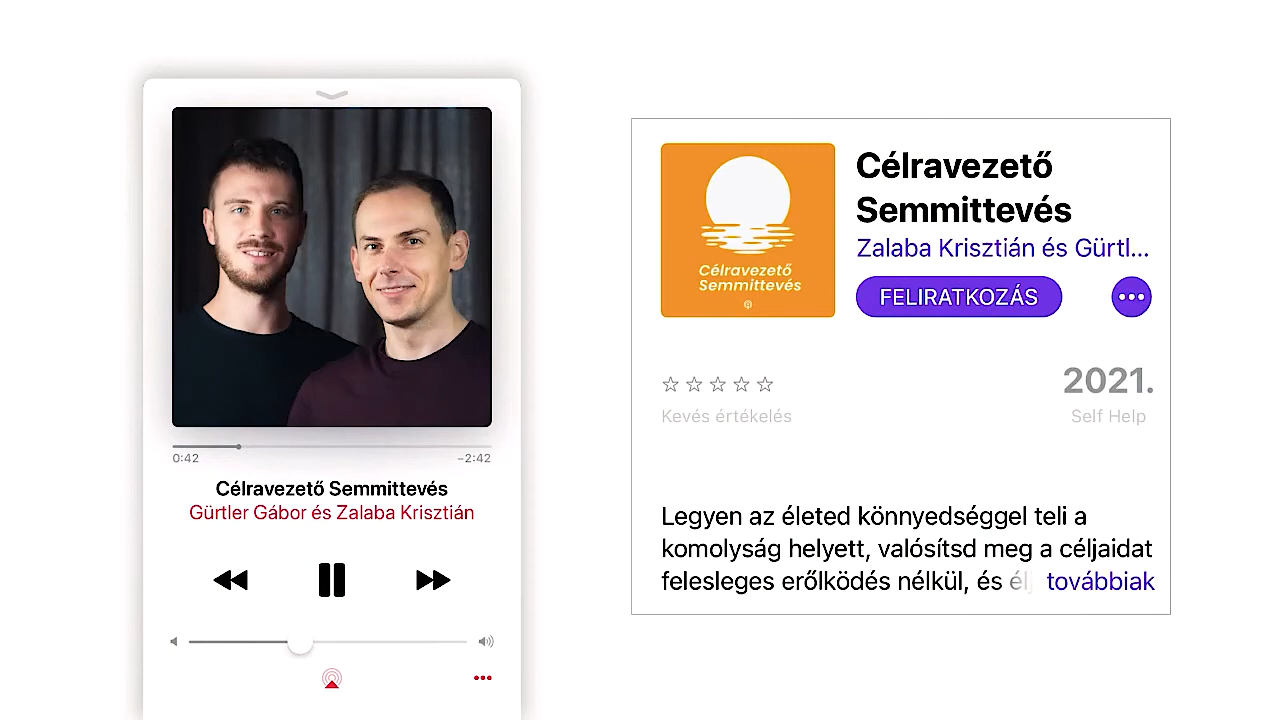 0:42
−2:42
Célravezető Semmittevés
Gürtler Gábor és Zalaba Krisztián
Célravezető
Semmittevés
Célravezető
Semmittevés
Zalaba Krisztián és Gürtl...
FELIRATKOZÁS
2021.
Kevés értékelés
Self Help
Legyen az életed könnyedséggel teli a
komolyság helyett, valósítsd meg a céljaidat
felesleges erőlködés nélkül, és élj továbbiak